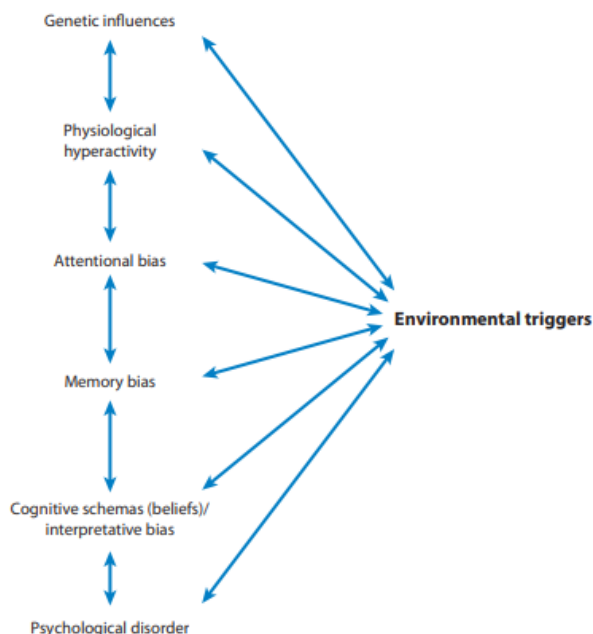 Genetic influences
Physiological
hyperactivity
Attentional bias
Environmental triggers
Memory bias
Cognitive schemas (beliefs)/
interpretative bias
Psychological disorder